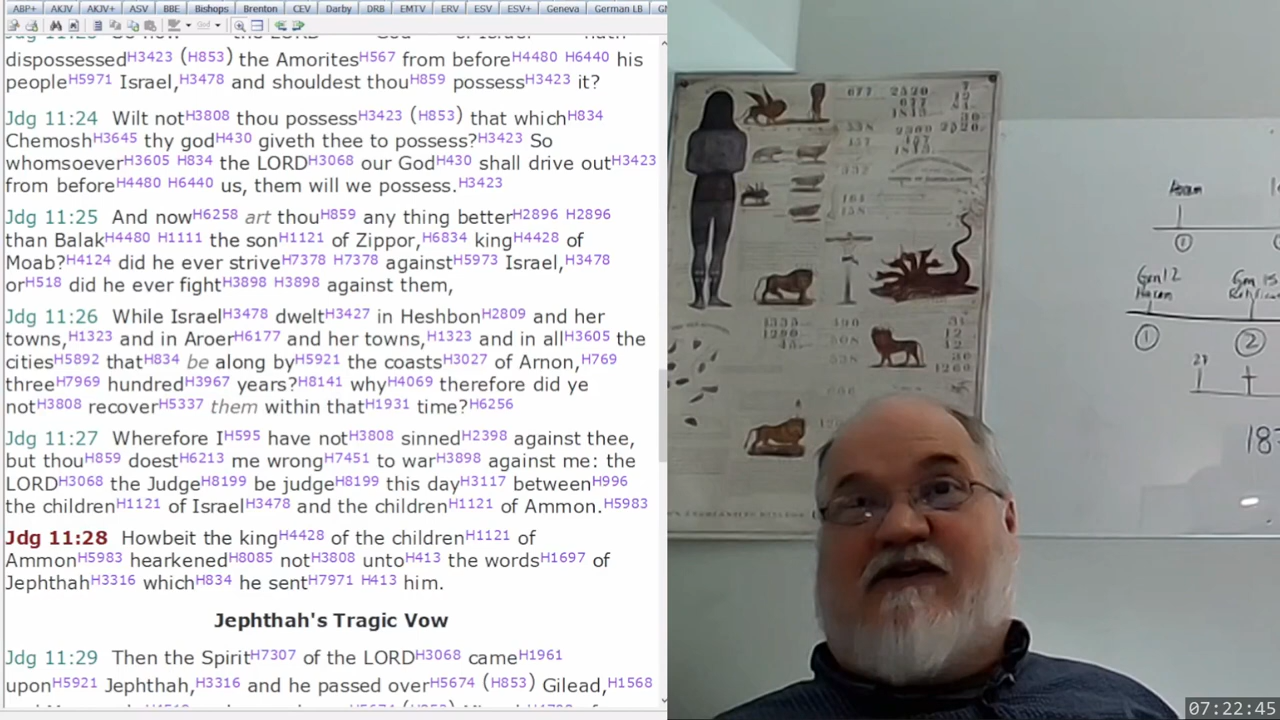 ABP+ AKJV AKJV+ ASV BBE Bishops Brenton CEV Darby DRB EMTV ERV ESV ESV+ Geneva German LB
dispossessedH3423 (H853) the AmoritesH567 from beforeH4480 H6440 his
peopleH5971 Israel,H3478 and shouldest thouH859 possessH3423 it?
Jdg 11:24 Wilt notH3808 thou possessH3423 (H853) that whichH834
ChemoshH3645 thy godH430 giveth thee to possess?H3423 So
whomsoeverH3605 H834 the LORDH3068 our GodH430 shall drive outH3423
from beforeH4480 H6440 us, them will we possess.H3423
Jdg 11:25 And nowH6258 art thouH859 any thing betterH2896 H2896
than BalakH4480 H1111 the sonH1121 of Zippor,H6834 kingH4428 of
Moab?H4124 did he ever striveH7378 H7378 againstH5973 Israel,H3478
orH518 did he ever fightH3898 H3898 against them,
Jdg 11:26 While IsraelH3478 dweltH3427 in HeshbonH2809 and her
towns,H1323 and in AroerH6177 and her towns,H1323 and in allH3605 the
citiesH5892 thatH834 be along byH5921 the coastsH3027 of Arnon,H769
threeH7969 hundredH3967 years?H8141 whyH4069 therefore did ye
notH3808 recoverH5337 them within thatH1931 time?H6256
Jdg 11:27 Wherefore IH595 have notH3808 sinnedH2398 against thee,
but thouH859 doestH6213 me wrongH7451 to warH3898 against me: the
LORDH3068 the JudgeH8199 be judgeH8199 this dayH3117 betweenH996
the childrenH1121 of IsraelH3478 and the childrenH1121 of Ammon.H5983
Jdg 11:28 Howbeit the kingH4428 of the childrenH1121 of
AmmonH5983 hearkenedH8085 notH3808 untoH413 the wordsH1697 of
JephthahH3316 whichH834 he sentH7971 H413 him.
Jephthah's Tragic Vow
Jdg 11:29 Then the SpiritH7307 of the LORDH3068 cameH1961
uponH5921 Jephthah,H3316 and he passed overH5674 (H853) Gilead,H1568
677 2520
677
538
457
1335 490
1290
538
1260
Gen 12
Gen 15
1
2
18
07:22:45